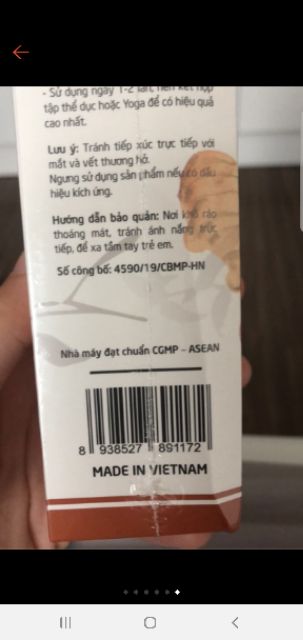 - Sử dụng ngày 1-2 lần, nên kết hợp
tập thể dục hoặc Yoga để có hiệu quả
cao nhất.
Lưu ý: Tránh tiếp xúc trực tiếp với
mắt và vết thương hở.
Ngưng sử dụng sản phẩm nếu có dấu
hiệu kích ứng.
Hướng dẫn bảo quản: Nơi khô ráo
thoáng mát, tránh ánh nắng trực
tiếp, để xa tầm tay trẻ em.
Số công bố: 4590/19/CBMP-HN
Nhà máy đạt chuẩn CGMP - ASEAN
8 938527 891172
MADE IN VIETNAM